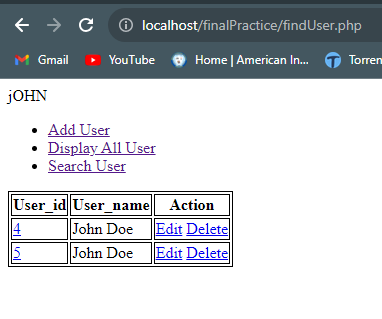 localhost/finalPractice/findUser.php
Gmail YouTube Maps Home | American In... Torren
jOHN
Add User
Display All User
Search User
User_id User_name Action
4 John Doe Edit Delete
5 John Doe Edit Delete